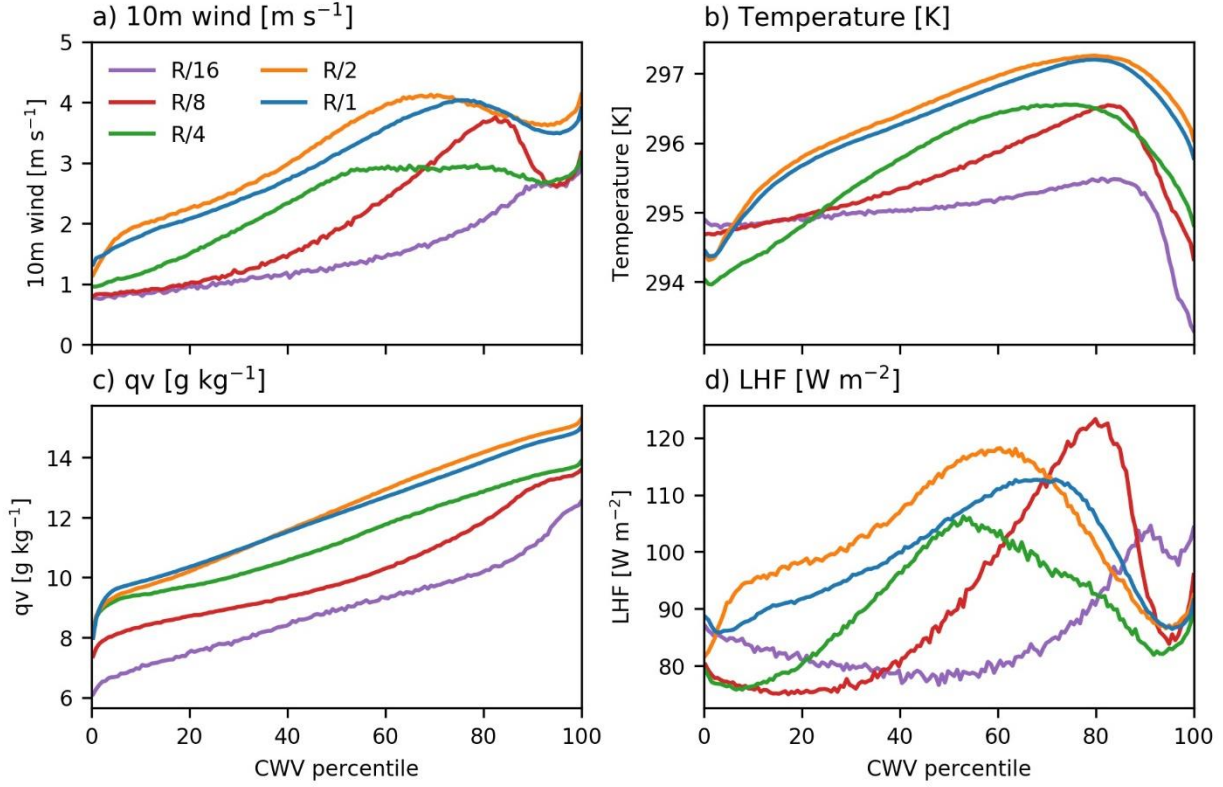 a) 10m wind [m s⁻¹]
5
4
3
2
1
0
10m wind [m s⁻¹]
R/16
R/8
R/4
R/2
R/1
b) Temperature [K]
297
296
295
294
Temperature [K]
c) qv [g kg⁻¹]
14
12
10
8
6
qv [g kg⁻¹]
0 20 40 60 80 100
CWV percentile
d) LHF [W m⁻²]
120
110
100
90
80
LHF [W m⁻²]
0 20 40 60 80 100
CWV percentile